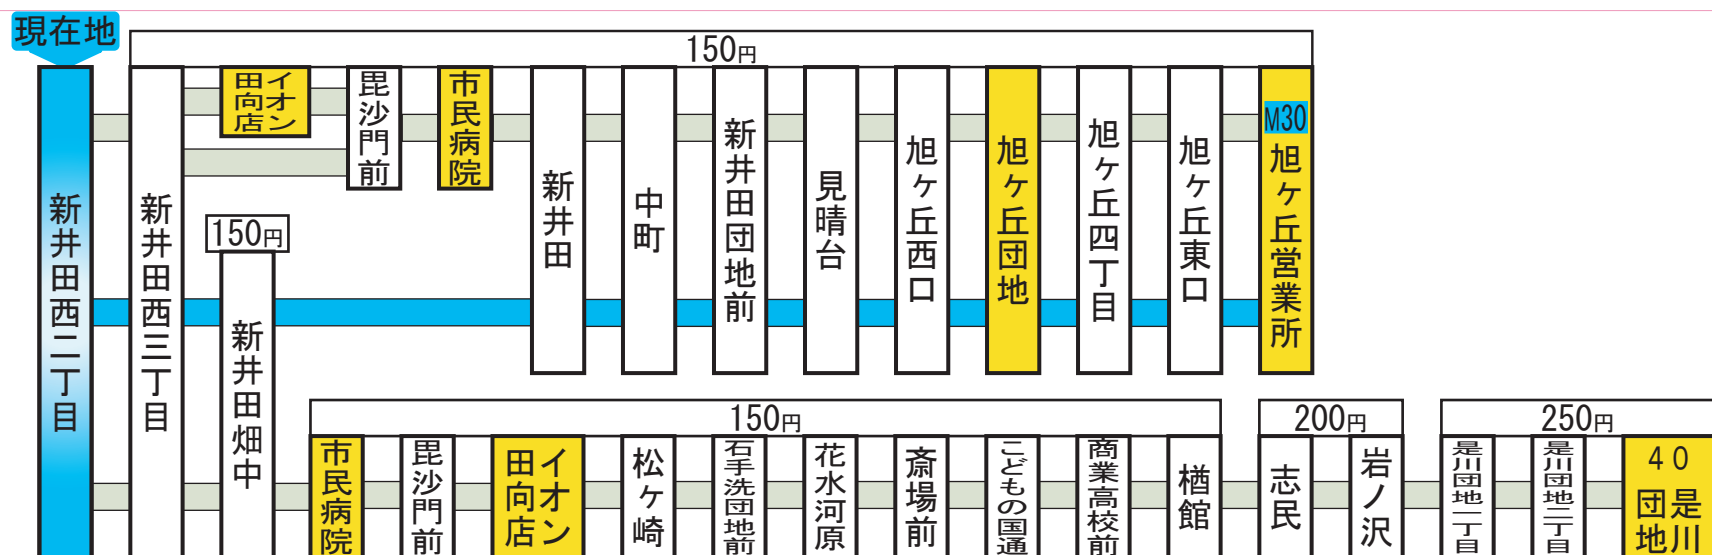 現在地
新井田西二丁目
150円
新井田西三丁目
イオン
田向店
毘沙門前
市民病院
新井田
中町
新井田団地前
見晴台
旭ヶ丘西口
旭ヶ丘団地
旭ヶ丘四丁目
旭ヶ丘東口
M30
旭ヶ丘営業所
150円
新井田畑中
150円
市民病院
毘沙門前
イオン
田向店
松ヶ崎
石手洗団地前
花水河原
斎場前
こどもの国通
商業高校前
楢館
200円
志民
岩ノ沢
250円
是川団地一丁目
是川団地二丁目
40
是川
団地